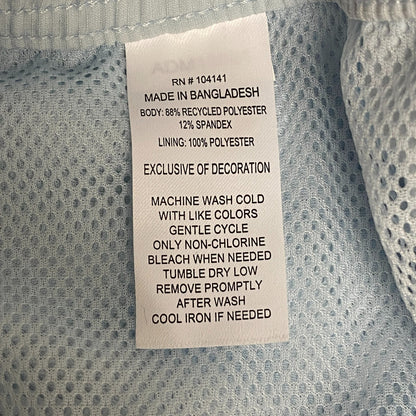 RN # 104141
MADE IN BANGLADESH
BODY: 88% RECYCLED POLYESTER
12% SPANDEX
LINING: 100% POLYESTER
EXCLUSIVE OF DECORATION
MACHINE WASH COLD
WITH LIKE COLORS
GENTLE CYCLE
ONLY NON-CHLORINE
BLEACH WHEN NEEDED
TUMBLE DRY LOW
REMOVE PROMPTLY
AFTER WASH
COOL IRON IF NEEDED